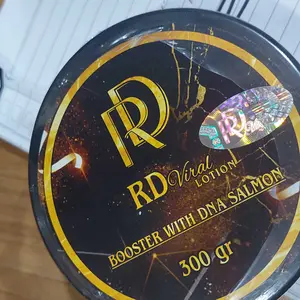 RD
RD Viral
LOTION
BOOSTER WITH DNA SALMON
300 gr